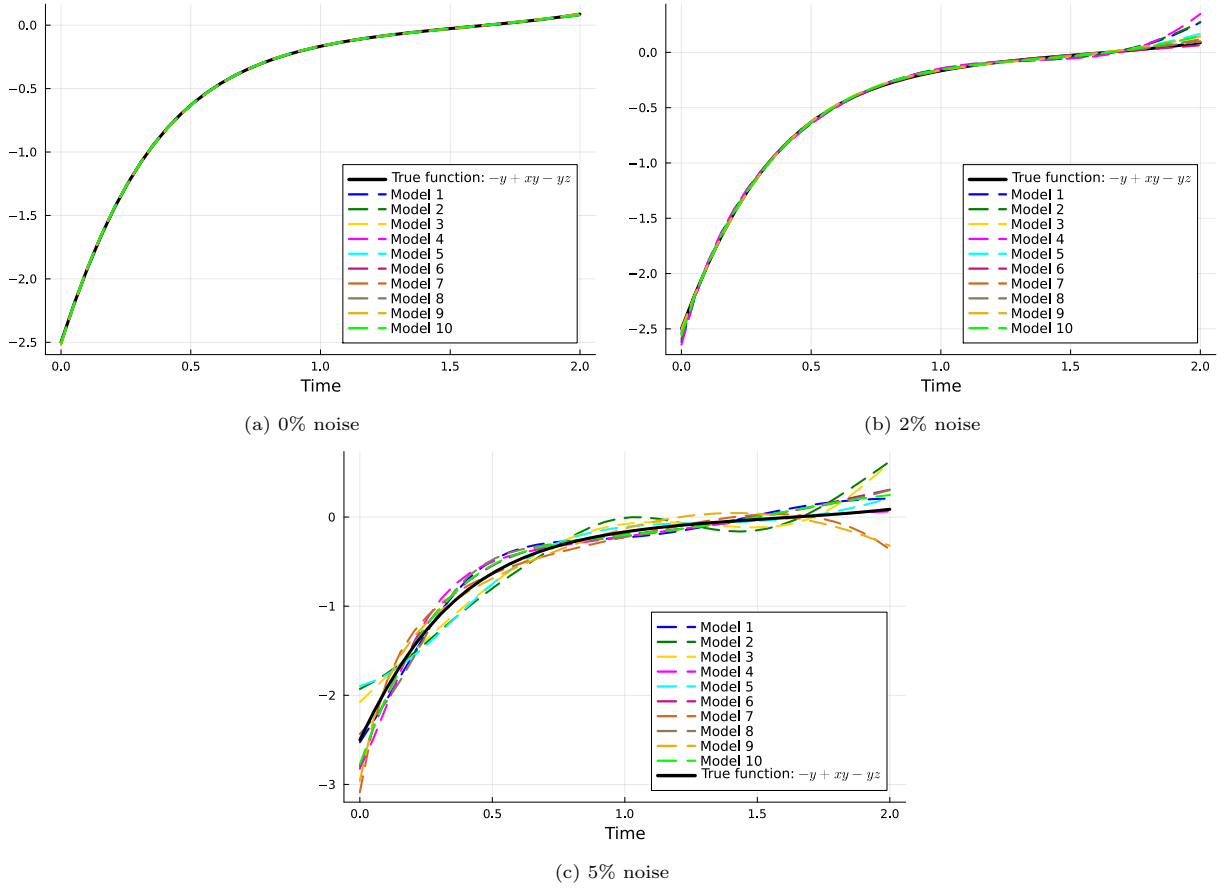 0.0
−0.5
−1.0
−1.5
−2.0
−2.5
True function: −y + xy − yz
Model 1
Model 2
Model 3
Model 4
Model 5
Model 6
Model 7
Model 8
Model 9
Model 10
0.0 0.5 1.0 1.5 2.0
Time
(a) 0% noise
0.0
−0.5
−1.0
−1.5
−2.0
−2.5
True function: −y + xy − yz
Model 1
Model 2
Model 3
Model 4
Model 5
Model 6
Model 7
Model 8
Model 9
Model 10
0.0 0.5 1.0 1.5 2.0
Time
(b) 2% noise
0
−1
−2
−3
Model 1
Model 2
Model 3
Model 4
Model 5
Model 6
Model 7
Model 8
Model 9
Model 10
True function: −y + xy − yz
0.0 0.5 1.0 1.5 2.0
Time
(c) 5% noise